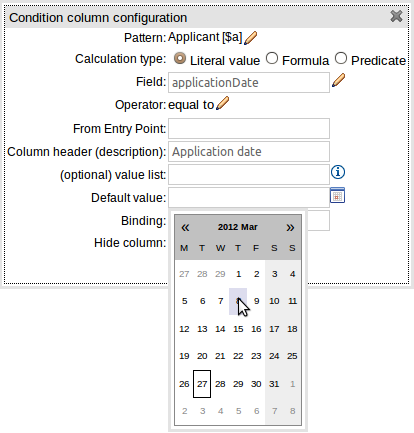 Condition column configuration
Pattern: Applicant [$a]
Calculation type: Literal value Formula Predicate
Field: applicationDate
Operator: equal to
From Entry Point:
Column header (description): Application date
(optional) value list:
Default value:
Binding:
Hide column:
« 2012 Mar »
M T W T F S S
27 28 29 1 2 3 4
5 6 7 8 9 10 11
12 13 14 15 16 17 18
19 20 21 22 23 24 25
26 27 28 29 30 31 1
2 3 4 5 6 7 8